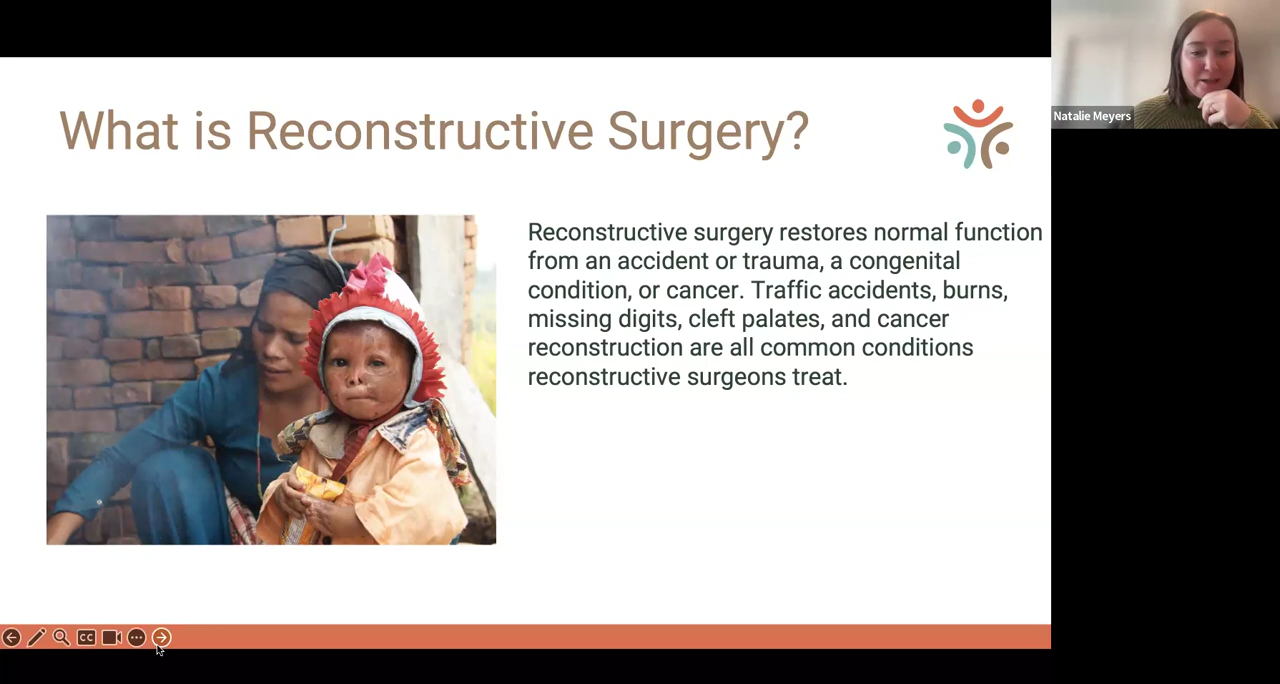 What is Reconstructive Surgery?
Natalie Meyers
Reconstructive surgery restores normal function
from an accident or trauma, a congenital
condition, or cancer. Traffic accidents, burns,
missing digits, cleft palates, and cancer
reconstruction are all common conditions
reconstructive surgeons treat.
CC